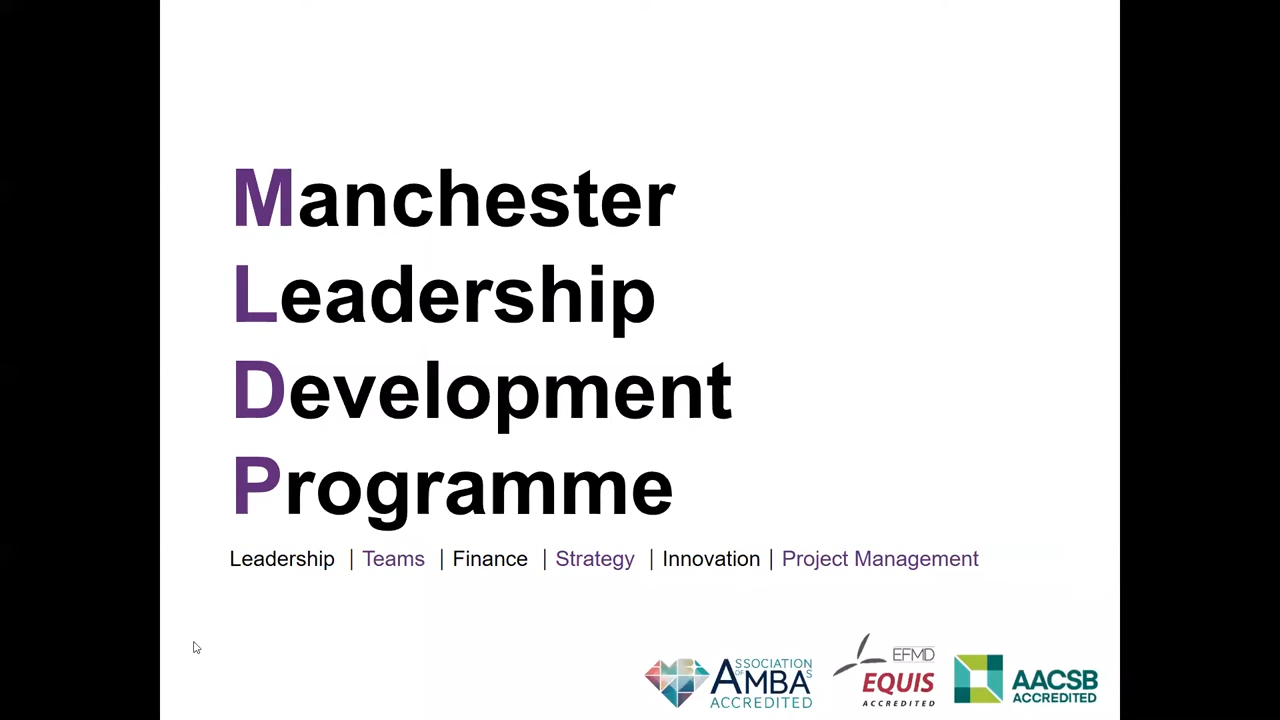 Manchester
Leadership
Development
Programme
Leadership | Teams | Finance | Strategy | Innovation | Project Management
ASSOCIATION OF MBAS
ACCREDITED
EFMD
EQUIS
ACCREDITED
AACSB
ACCREDITED